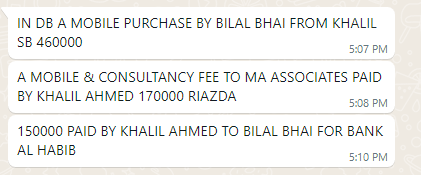 IN DB A MOBILE PURCHASE BY BILAL BHAI FROM KHALIL
SB 460000
5:07 PM
A MOBILE & CONSULTANCY FEE TO MA ASSOCIATES PAID
BY KHALIL AHMED 170000 RIAZDA
5:08 PM
150000 PAID BY KHALIL AHMED TO BILAL BHAI FOR BANK
AL HABIB
5:10 PM